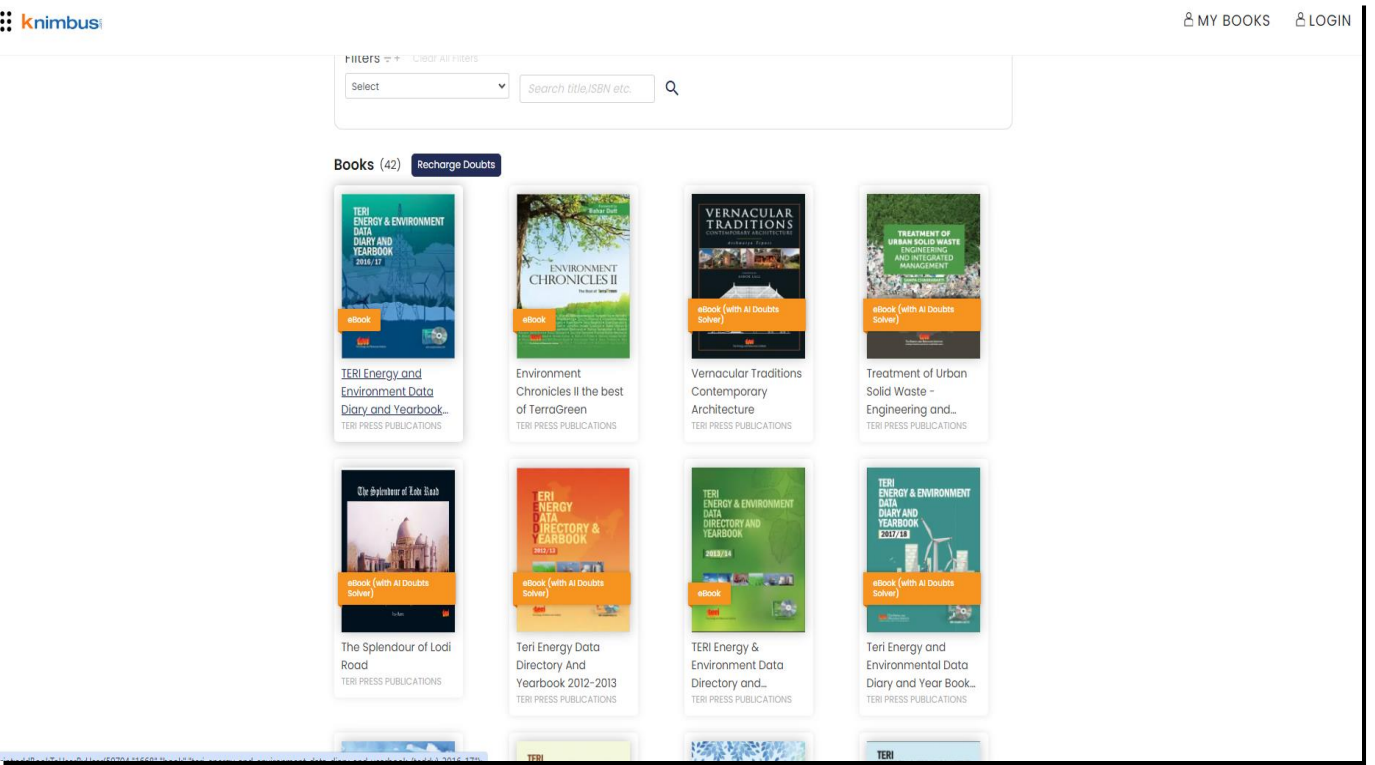 knimbus
MY BOOKS
LOGIN
Filters
Clear All Filters
Select
Search title,ISBN etc.
Books (42)
Recharge Doubts
TERI
ENERGY & ENVIRONMENT
DATA
DIARY AND
YEARBOOK
2016/17
eBook
TERI Energy and
Environment Data
Diary and Yearbook...
TERI PRESS PUBLICATIONS
Bahar Dutt
ENVIRONMENT
CHRONICLES II
The Best of TerraGreen
eBook
Environment
Chronicles II the best
of TerraGreen
TERI PRESS PUBLICATIONS
VERNACULAR
TRADITIONS
CONTEMPORARY ARCHITECTURE
eBook (with AI Doubts
Solver)
Vernacular Traditions
Contemporary
Architecture
TERI PRESS PUBLICATIONS
TREATMENT OF
URBAN SOLID WASTE
ENGINEERING
AND INTEGRATED
MANAGEMENT
eBook (with AI Doubts
Solver)
Treatment of Urban
Solid Waste -
Engineering and...
TERI PRESS PUBLICATIONS
The Splendour of Lodi Road
eBook (with AI Doubts
Solver)
The Splendour of Lodi
Road
TERI PRESS PUBLICATIONS
TERI
ENERGY
DATA
DIRECTORY &
YEARBOOK
2012/13
eBook (with AI Doubts
Solver)
teri
Teri Energy Data
Directory And
Yearbook 2012-2013
TERI PRESS PUBLICATIONS
TERI
ENERGY & ENVIRONMENT
DATA
DIRECTORY AND
YEARBOOK
2013/14
eBook
teri
TERI Energy &
Environment Data
Directory and...
TERI PRESS PUBLICATIONS
TERI
ENERGY & ENVIRONMENT
DATA
DIARY AND
YEARBOOK
2017/18
eBook (with AI Doubts
Solver)
Teri Energy and
Environmental Data
Diary and Year Book...
TERI PRESS PUBLICATIONS
TERI
TERI